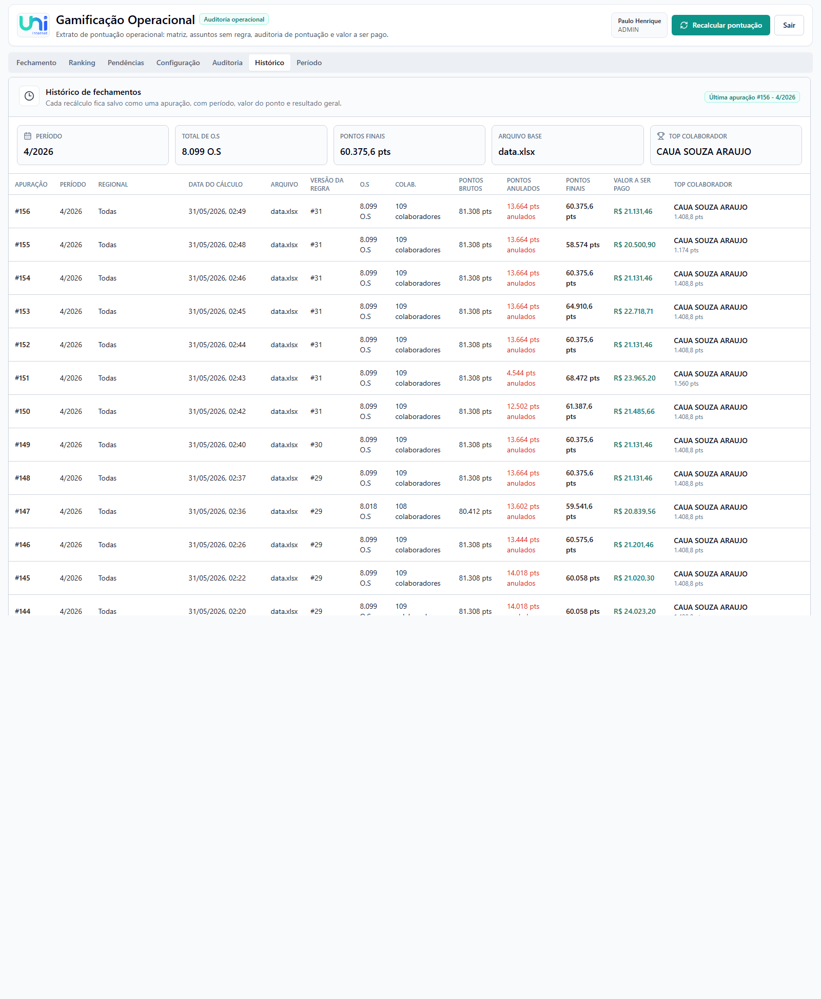 Uni
Internet
Gamificação Operacional
Auditoria operacional
Extrato de pontuação operacional: matriz, assuntos sem regra, auditoria de pontuação e valor a ser pago.
Paulo Henrique
ADMIN
Recalcular pontuação
Sair
Fechamento Ranking Pendências Configuração Auditoria Histórico Período
Histórico de fechamentos
Cada recálculo fica salvo como uma apuração, com período, valor do ponto e resultado geral.
Última apuração #156 - 4/2026
PERÍODO
4/2026
TOTAL DE O.S
8.099 O.S
PONTOS FINAIS
60.375,6 pts
ARQUIVO BASE
data.xlsx
TOP COLABORADOR
CAUA SOUZA ARAUJO
APURAÇÃO PERÍODO REGIONAL DATA DO CÁLCULO ARQUIVO VERSÃO DA REGRA O.S COLAB. PONTOS BRUTOS PONTOS ANULADOS PONTOS FINAIS VALOR A SER PAGO TOP COLABORADOR
#156 4/2026 Todas 31/05/2026, 02:49 data.xlsx #31 8.099 O.S 109 colaboradores 81.308 pts 13.664 pts anulados 60.375,6 pts R$ 21.131,46 CAUA SOUZA ARAUJO 1.408,8 pts
#155 4/2026 Todas 31/05/2026, 02:48 data.xlsx #31 8.099 O.S 109 colaboradores 81.308 pts 13.664 pts anulados 58.574 pts R$ 20.500,90 CAUA SOUZA ARAUJO 1.174 pts
#154 4/2026 Todas 31/05/2026, 02:46 data.xlsx #31 8.099 O.S 109 colaboradores 81.308 pts 13.664 pts anulados 60.375,6 pts R$ 21.131,46 CAUA SOUZA ARAUJO 1.408,8 pts
#153 4/2026 Todas 31/05/2026, 02:45 data.xlsx #31 8.099 O.S 109 colaboradores 81.308 pts 13.664 pts anulados 64.910,6 pts R$ 22.718,71 CAUA SOUZA ARAUJO 1.408,8 pts
#152 4/2026 Todas 31/05/2026, 02:44 data.xlsx #31 8.099 O.S 109 colaboradores 81.308 pts 13.664 pts anulados 60.375,6 pts R$ 21.131,46 CAUA SOUZA ARAUJO 1.408,8 pts
#151 4/2026 Todas 31/05/2026, 02:43 data.xlsx #31 8.099 O.S 109 colaboradores 81.308 pts 4.544 pts anulados 68.472 pts R$ 23.965,20 CAUA SOUZA ARAUJO 1.560 pts
#150 4/2026 Todas 31/05/2026, 02:42 data.xlsx #31 8.099 O.S 109 colaboradores 81.308 pts 12.502 pts anulados 61.387,6 pts R$ 21.485,66 CAUA SOUZA ARAUJO 1.408,8 pts
#149 4/2026 Todas 31/05/2026, 02:40 data.xlsx #30 8.099 O.S 109 colaboradores 81.308 pts 13.664 pts anulados 60.375,6 pts R$ 21.131,46 CAUA SOUZA ARAUJO 1.408,8 pts
#148 4/2026 Todas 31/05/2026, 02:37 data.xlsx #29 8.099 O.S 109 colaboradores 81.308 pts 13.664 pts anulados 60.375,6 pts R$ 21.131,46 CAUA SOUZA ARAUJO 1.408,8 pts
#147 4/2026 Todas 31/05/2026, 02:36 data.xlsx #29 8.018 O.S 108 colaboradores 80.412 pts 13.602 pts anulados 59.541,6 pts R$ 20.839,56 CAUA SOUZA ARAUJO 1.408,8 pts
#146 4/2026 Todas 31/05/2026, 02:26 data.xlsx #29 8.099 O.S 109 colaboradores 81.308 pts 13.444 pts anulados 60.575,6 pts R$ 21.201,46 CAUA SOUZA ARAUJO 1.408,8 pts
#145 4/2026 Todas 31/05/2026, 02:22 data.xlsx #29 8.099 O.S 109 colaboradores 81.308 pts 14.018 pts anulados 60.058 pts R$ 21.020,30 CAUA SOUZA ARAUJO 1.408,8 pts
#144 4/2026 Todas 31/05/2026, 02:20 data.xlsx #29 8.099 109 81.308 pts 14.018 pts 60.058 pts R$ 24.023,20 CAUA SOUZA ARAUJO